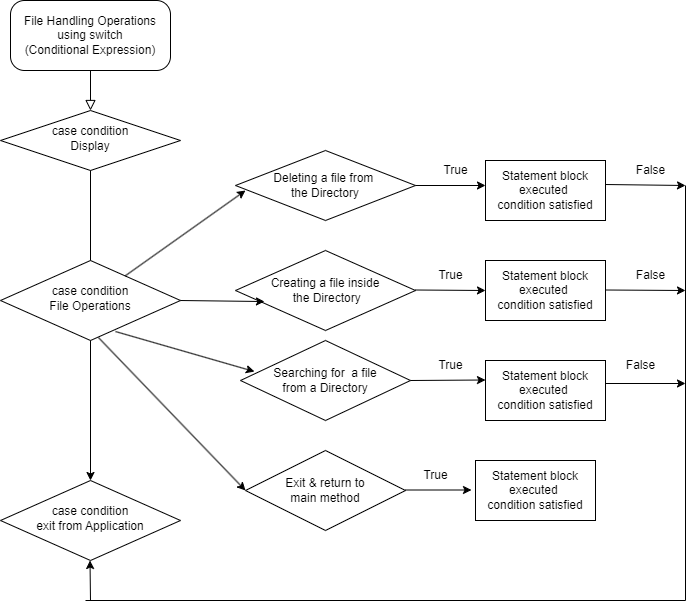 File Handling Operations
using switch
(Conditional Expression)
case condition
Display
Deleting a file from
the Directory
True
Statement block
executed
condition satisfied
False
case condition
File Operations
Creating a file inside
the Directory
True
Statement block
executed
condition satisfied
False
Searching for a file
from a Directory
True
Statement block
executed
condition satisfied
False
Exit & return to
main method
True
Statement block
executed
condition satisfied
case condition
exit from Application